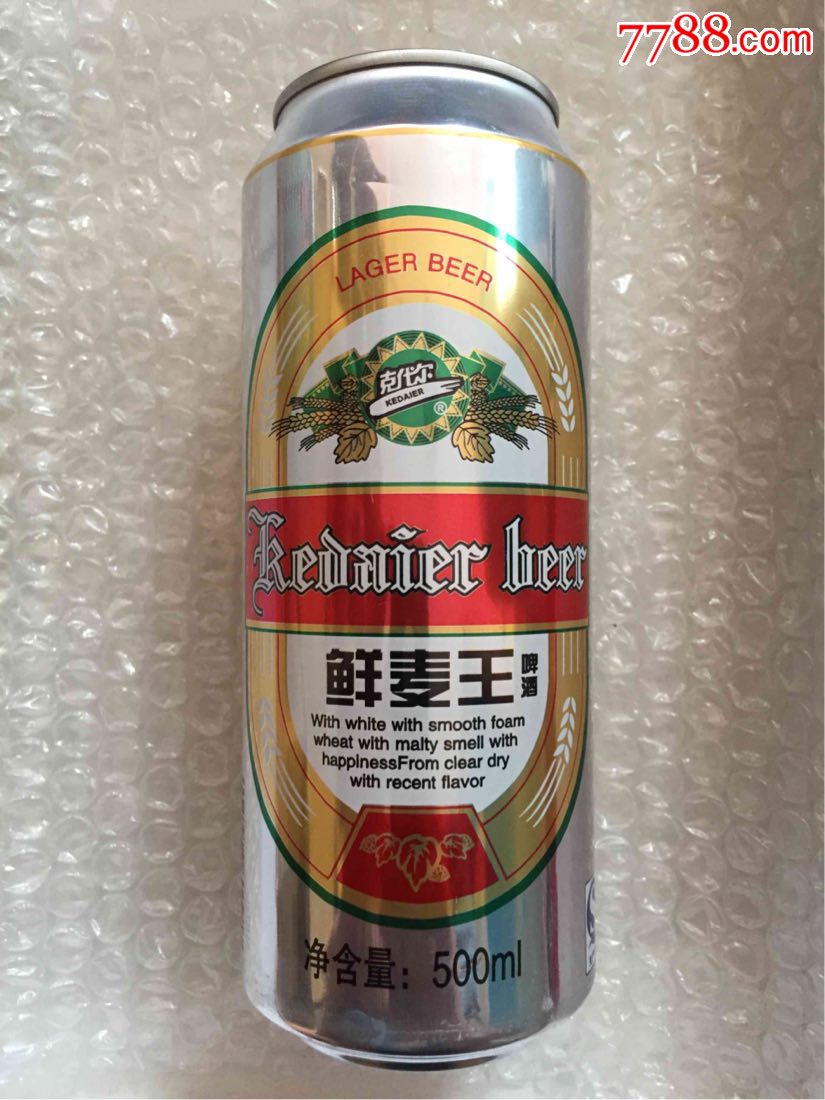 7788.com
LAGER BEER
克代尔
KEDAIER
®
Kedaier beer
鲜麦王啤酒
With white with smooth foam
wheat with malty smell with
happinessFrom clear dry
with recent flavor
净含量：500ml